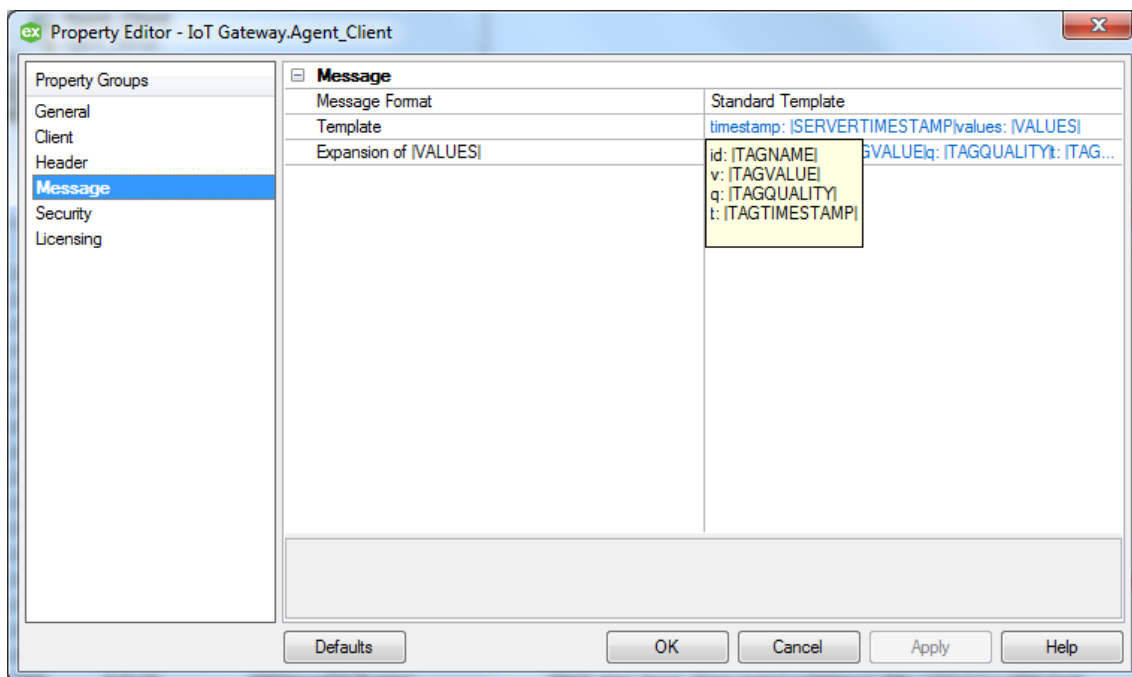 ex Property Editor - IoT Gateway.Agent_Client
x
Property Groups
General
Client
Header
Message
Security
Licensing
Message
Message Format Standard Template
Template timestamp: |SERVERTIMESTAMP|values: |VALUES|
Expansion of |VALUES| GVALUE|q: |TAGQUALITY|t: |TAG...
id: |TAGNAME|
v: |TAGVALUE|
q: |TAGQUALITY|
t: |TAGTIMESTAMP|
Defaults OK Cancel Apply Help